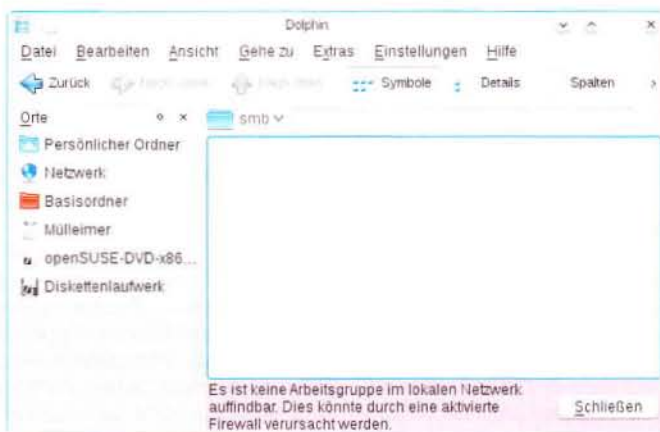 Dolphin
Datei Bearbeiten Ansicht Gehe zu Extras Einstellungen Hilfe
Zurück Symbole Details Spalten
Orte smb
Persönlicher Ordner
Netzwerk
Basisordner
Mülleimer
openSUSE-DVD-x86...
Diskettenlaufwerk
Es ist keine Arbeitsgruppe im lokalen Netzwerk
auffindbar. Dies könnte durch eine aktivierte
Firewall verursacht werden.
Schließen